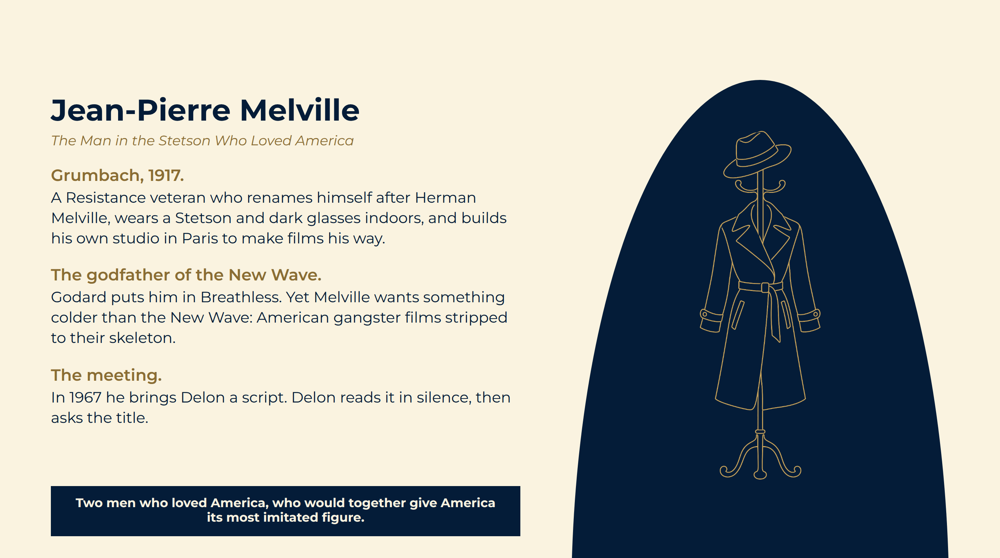 Jean-Pierre Melville
The Man in the Stetson Who Loved America
Grumbach, 1917.
A Resistance veteran who renames himself after Herman
Melville, wears a Stetson and dark glasses indoors, and builds
his own studio in Paris to make films his way.
The godfather of the New Wave.
Godard puts him in Breathless. Yet Melville wants something
colder than the New Wave: American gangster films stripped
to their skeleton.
The meeting.
In 1967 he brings Delon a script. Delon reads it in silence, then
asks the title.
Two men who loved America, who would together give America
its most imitated figure.